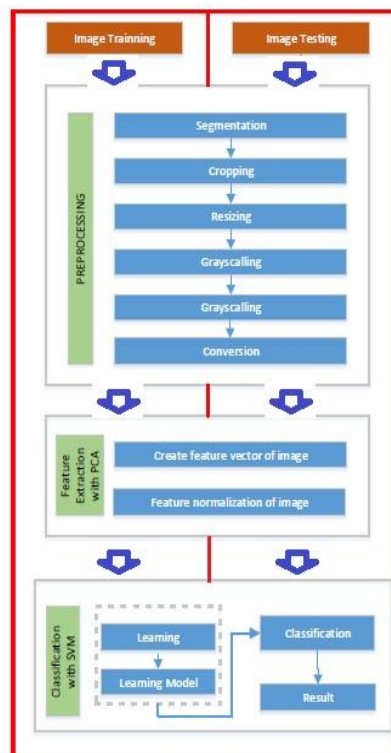 Image Trainning
Image Testing
PREPROCESSING
Segmentation
Cropping
Resizing
Grayscalling
Grayscalling
Conversion
Feature Extraction
with PCA
Create feature vector of image
Feature normalization of image
Classification
with SVM
Learning
Learning Model
Classification
Result